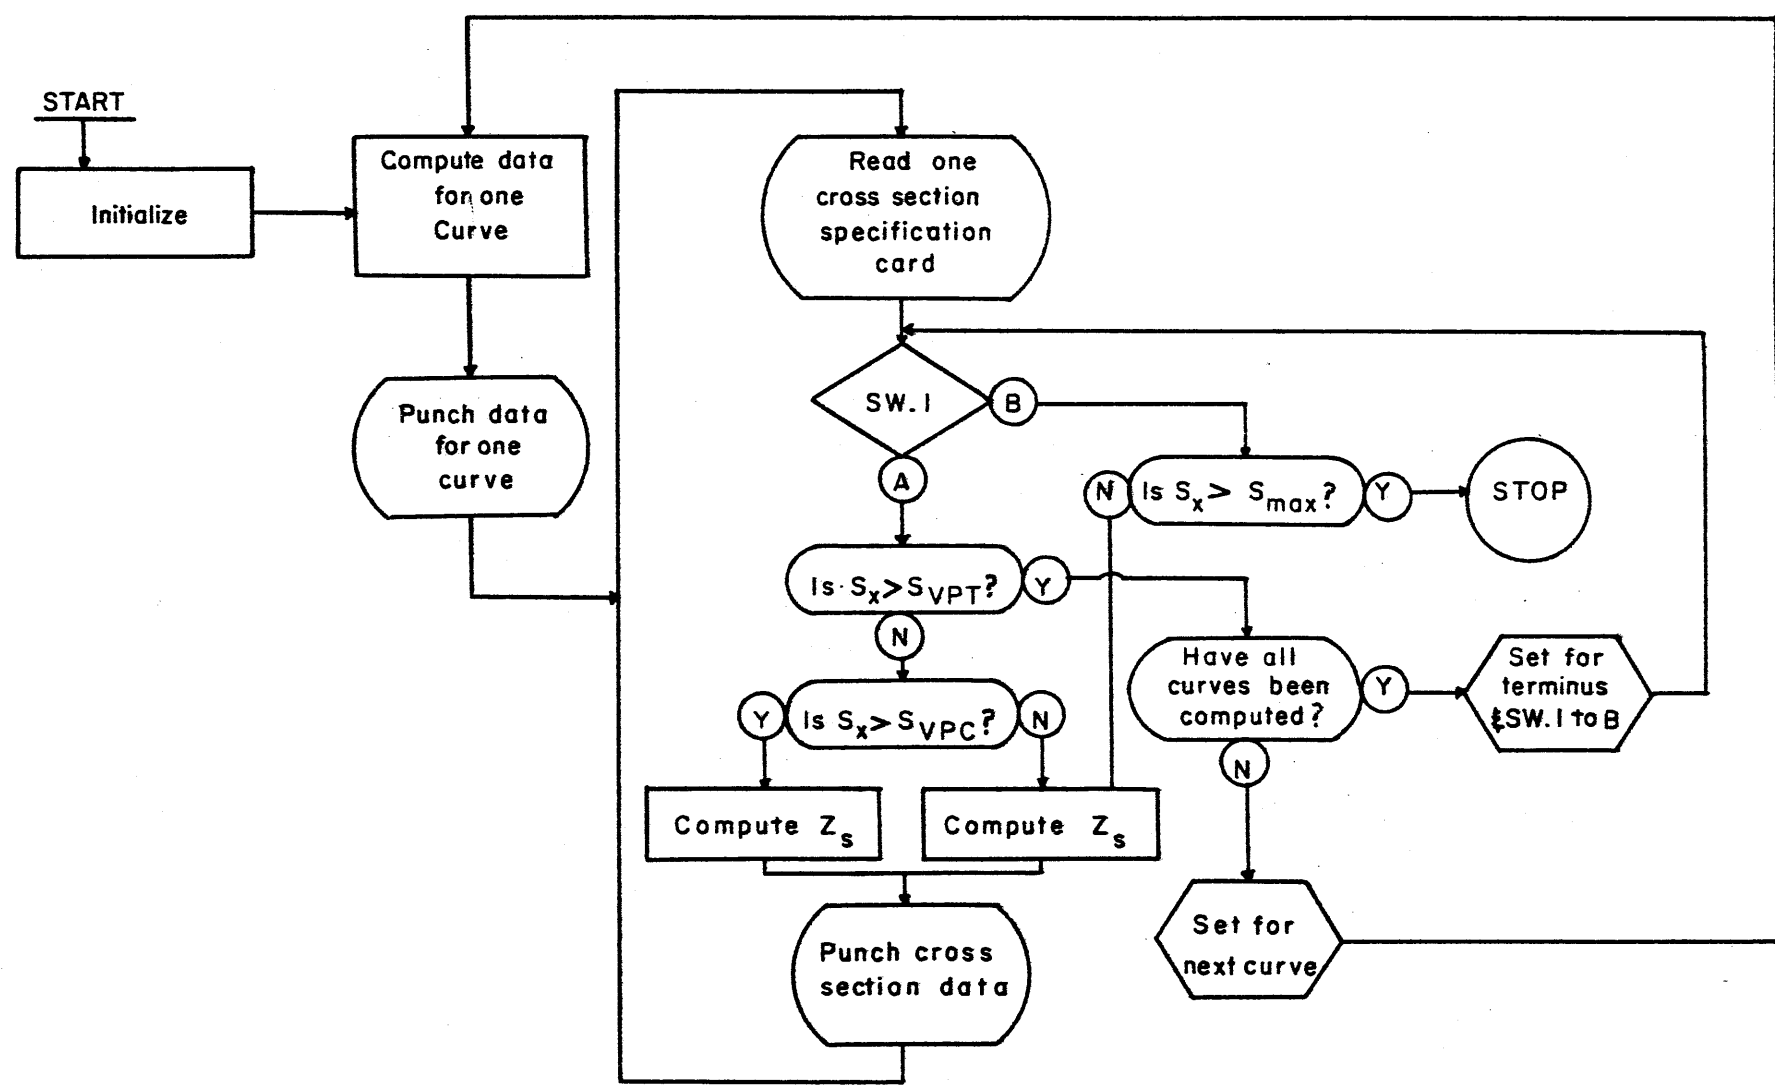 START
Initialize
Compute data
for one
Curve
Punch data
for one
curve
Read one
cross section
specification
card
SW. I
B
A
N
Is Sx > Smax?
Y
STOP
Is Sx > SVPT?
Y
N
Y
Is Sx > SVPC?
N
Have all
curves been
computed?
Y
Set for
terminus
& SW. I to B
N
Compute Zs
Compute Zs
Punch cross
section data
Set for
next curve